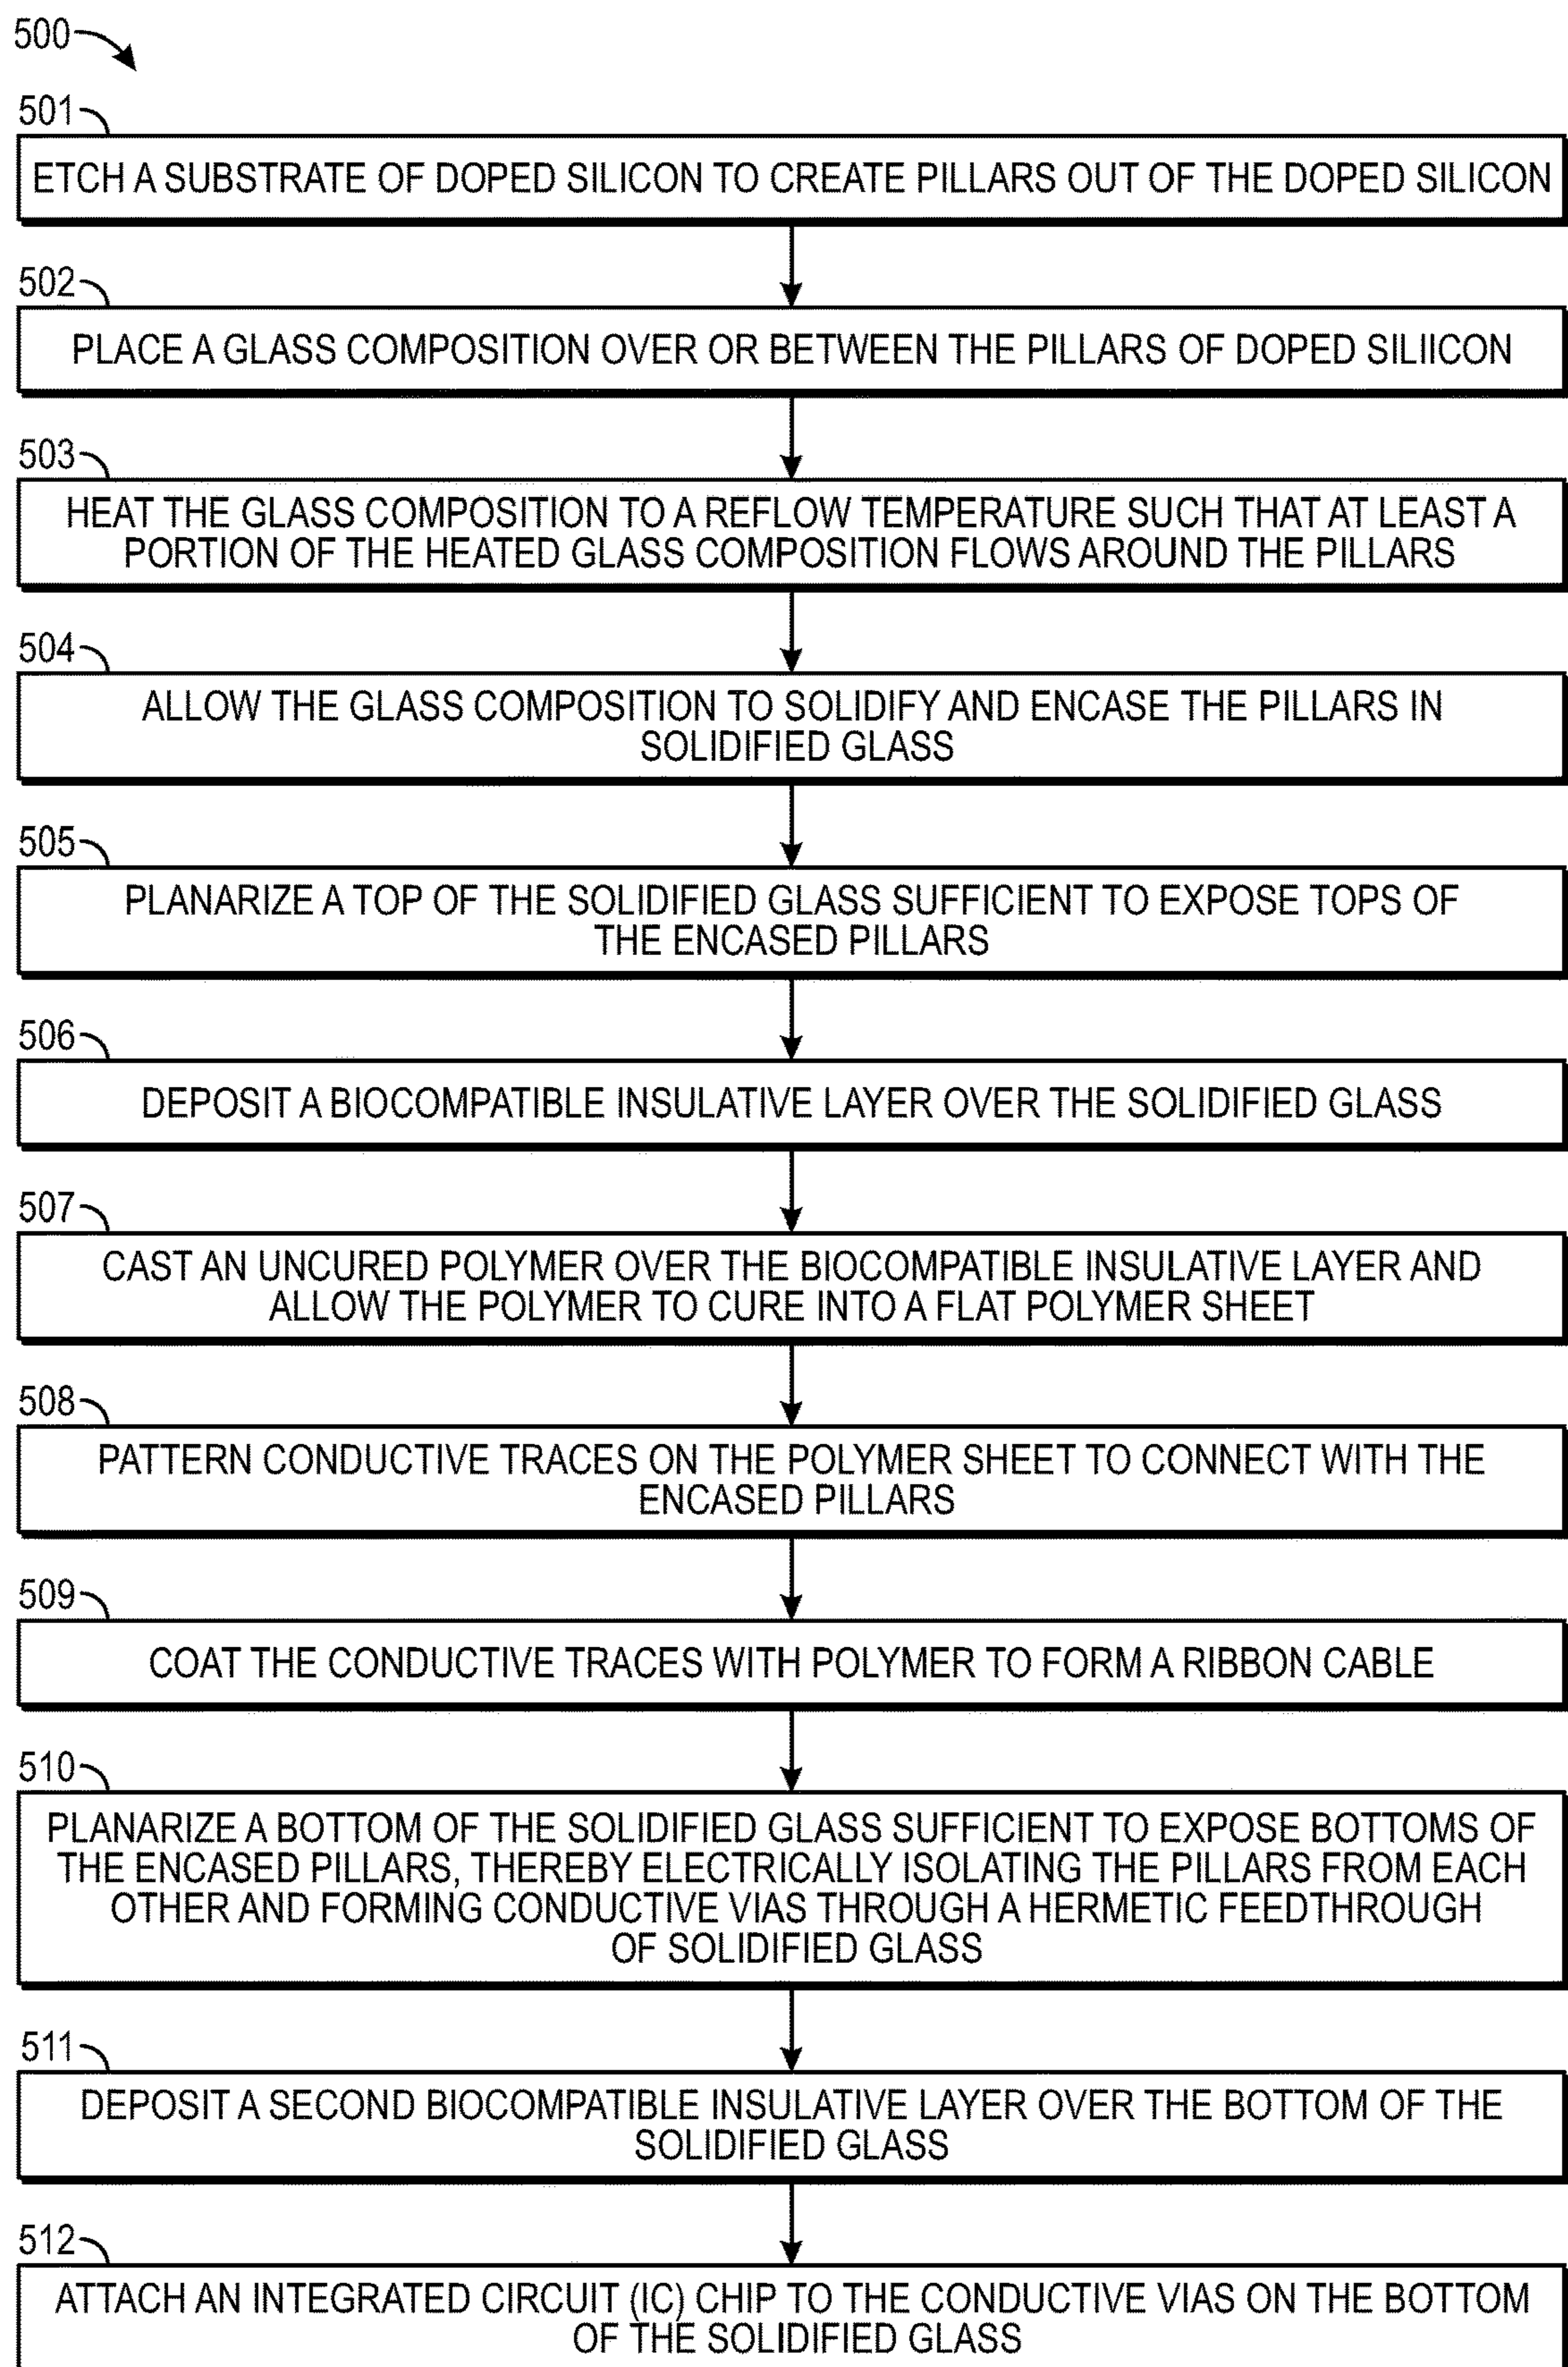 500
501
ETCH A SUBSTRATE OF DOPED SILICON TO CREATE PILLARS OUT OF THE DOPED SILICON
502
PLACE A GLASS COMPOSITION OVER OR BETWEEN THE PILLARS OF DOPED SILIICON
503
HEAT THE GLASS COMPOSITION TO A REFLOW TEMPERATURE SUCH THAT AT LEAST A
PORTION OF THE HEATED GLASS COMPOSITION FLOWS AROUND THE PILLARS
504
ALLOW THE GLASS COMPOSITION TO SOLIDIFY AND ENCASE THE PILLARS IN
SOLIDIFIED GLASS
505
PLANARIZE A TOP OF THE SOLIDIFIED GLASS SUFFICIENT TO EXPOSE TOPS OF
THE ENCASED PILLARS
506
DEPOSIT A BIOCOMPATIBLE INSULATIVE LAYER OVER THE SOLIDIFIED GLASS
507
CAST AN UNCURED POLYMER OVER THE BIOCOMPATIBLE INSULATIVE LAYER AND
ALLOW THE POLYMER TO CURE INTO A FLAT POLYMER SHEET
508
PATTERN CONDUCTIVE TRACES ON THE POLYMER SHEET TO CONNECT WITH THE
ENCASED PILLARS
509
COAT THE CONDUCTIVE TRACES WITH POLYMER TO FORM A RIBBON CABLE
510
PLANARIZE A BOTTOM OF THE SOLIDIFIED GLASS SUFFICIENT TO EXPOSE BOTTOMS OF
THE ENCASED PILLARS, THEREBY ELECTRICALLY ISOLATING THE PILLARS FROM EACH
OTHER AND FORMING CONDUCTIVE VIAS THROUGH A HERMETIC FEEDTHROUGH
OF SOLIDIFIED GLASS
511
DEPOSIT A SECOND BIOCOMPATIBLE INSULATIVE LAYER OVER THE BOTTOM OF THE
SOLIDIFIED GLASS
512
ATTACH AN INTEGRATED CIRCUIT (IC) CHIP TO THE CONDUCTIVE VIAS ON THE BOTTOM
OF THE SOLIDIFIED GLASS